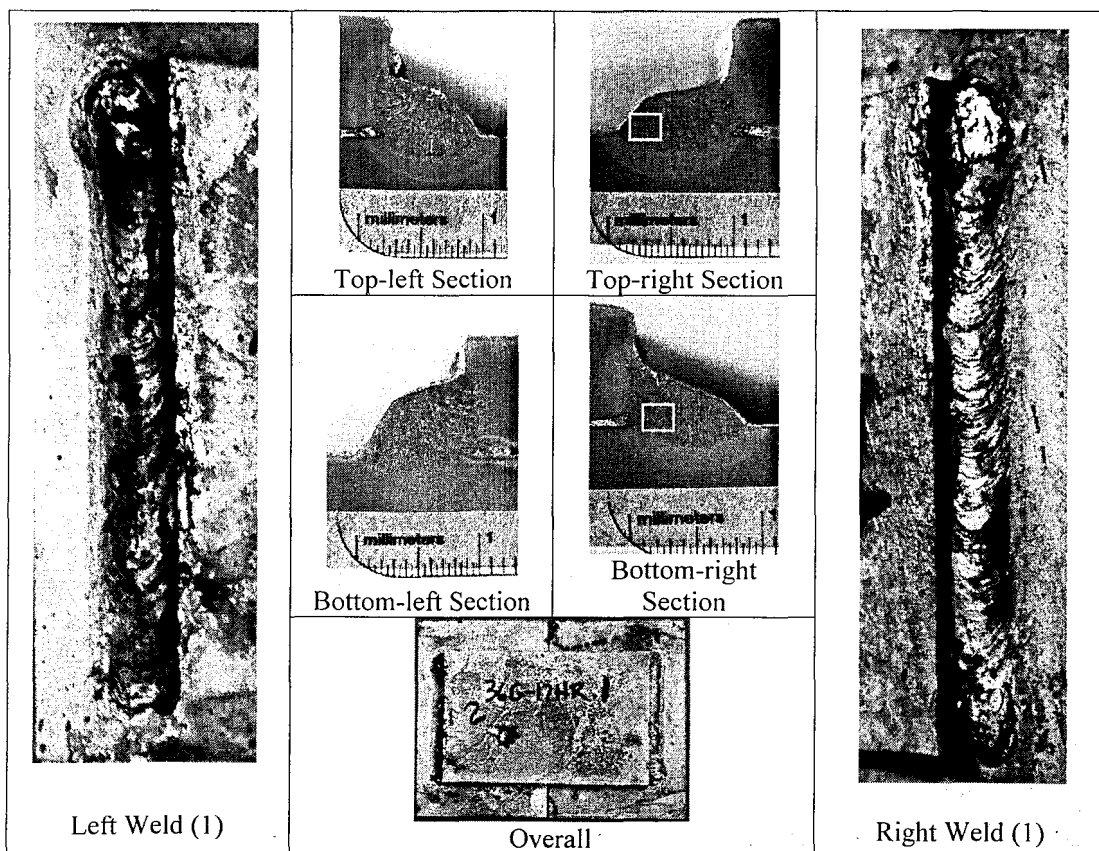 millimeters 1
Top-left Section
millimeters 1
Top-right Section
millimeters 1
Bottom-left Section
millimeters 1
Bottom-right
Section
2
Overall
Left Weld (1)
Right Weld (1)